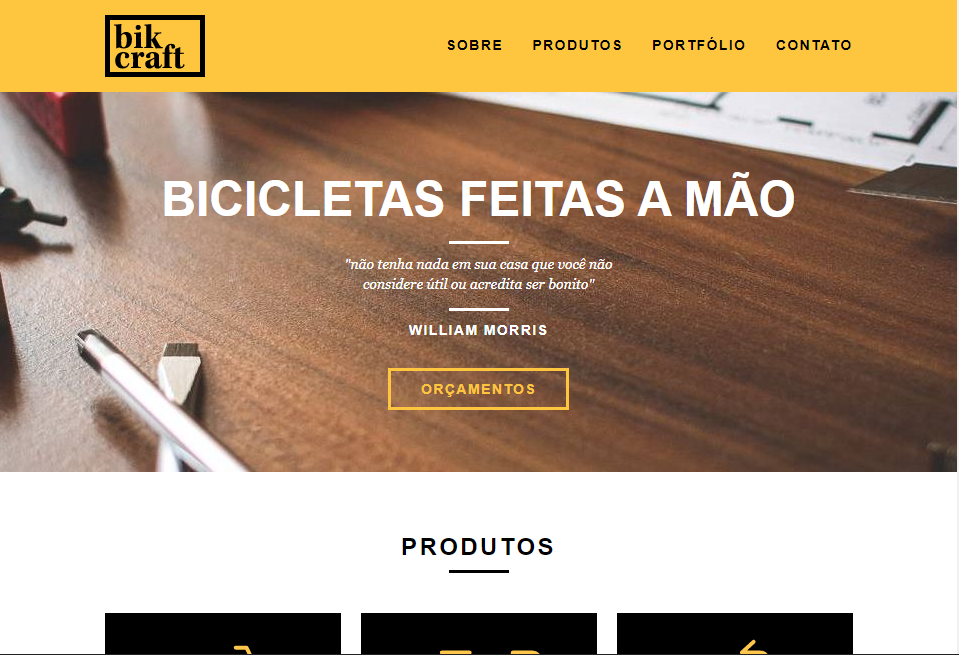 bik
craft
SOBRE PRODUTOS PORTFÓLIO CONTATO
BICICLETAS FEITAS A MÃO
"não tenha nada em sua casa que você não
considere útil ou acredita ser bonito"
WILLIAM MORRIS
ORÇAMENTOS
PRODUTOS